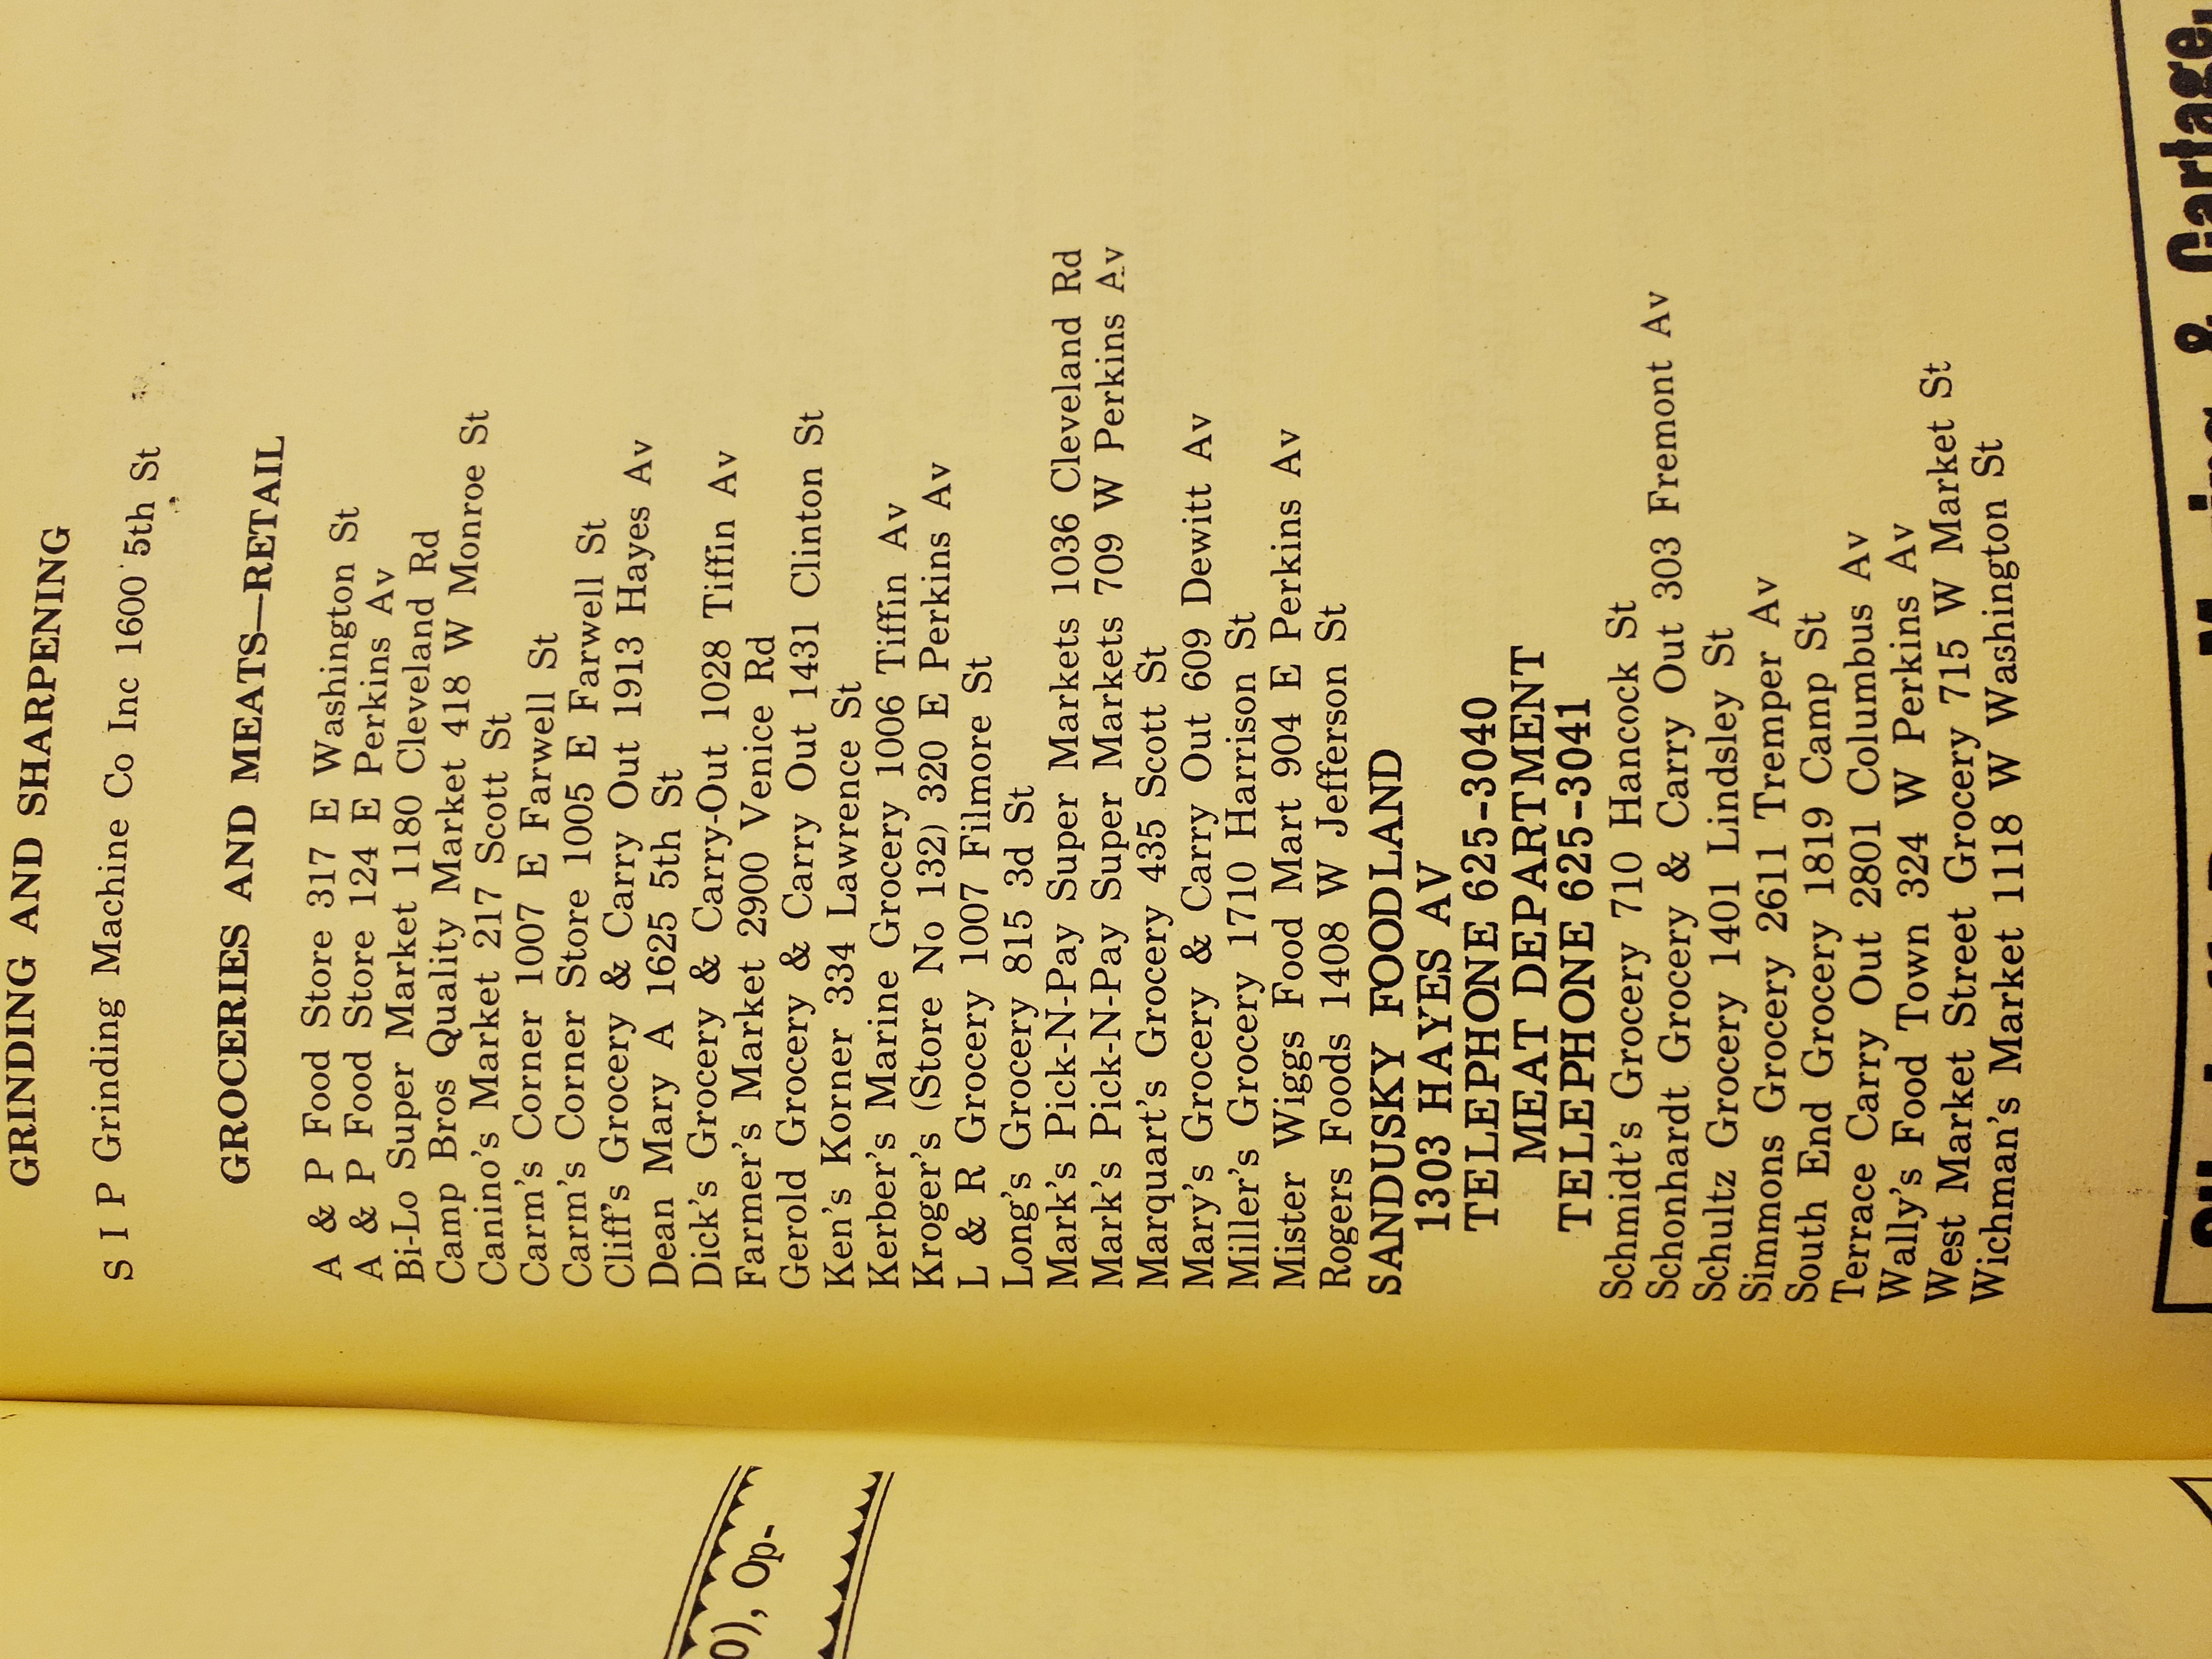 GRINDING AND SHARPENING
S I P Grinding Machine Co Inc 1600 5th St
GROCERIES AND MEATS—RETAIL
A & P Food Store 317 E Washington St
A & P Food Store 124 E Perkins Av
Bi-Lo Super Market 1180 Cleveland Rd
Camp Bros Quality Market 418 W Monroe St
Canino's Market 217 Scott St
Carm's Corner 1007 E Farwell St
Carm's Corner Store 1005 E Farwell St
Cliff's Grocery & Carry Out 1913 Hayes Av
Dean Mary A 1625 5th St
Dick's Grocery & Carry-Out 1028 Tiffin Av
Farmer's Market 2900 Venice Rd
Gerold Grocery & Carry Out 1431 Clinton St
Ken's Korner 334 Lawrence St
Kerber's Marine Grocery 1006 Tiffin Av
Kroger's (Store No 132) 320 E Perkins Av
L & R Grocery 1007 Filmore St
Long's Grocery 815 3d St
Mark's Pick-N-Pay Super Markets 1036 Cleveland Rd
Mark's Pick-N-Pay Super Markets 709 W Perkins Av
Marquart's Grocery 435 Scott St
Mary's Grocery & Carry Out 609 Dewitt Av
Miller's Grocery 1710 Harrison St
Mister Wiggs Food Mart 904 E Perkins Av
Rogers Foods 1408 W Jefferson St
SANDUSKY FOODLAND
1303 HAYES AV
TELEPHONE 625-3040
MEAT DEPARTMENT
TELEPHONE 625-3041
Schmidt's Grocery 710 Hancock St
Schonhardt Grocery & Carry Out 303 Fremont Av
Schultz Grocery 1401 Lindsley St
Simmons Grocery 2611 Tremper Av
South End Grocery 1819 Camp St
Terrace Carry Out 2801 Columbus Av
Wally's Food Town 324 W Perkins Av
West Market Street Grocery 715 W Market St
Wichman's Market 1118 W Washington St
& Cartage,
0), Op-